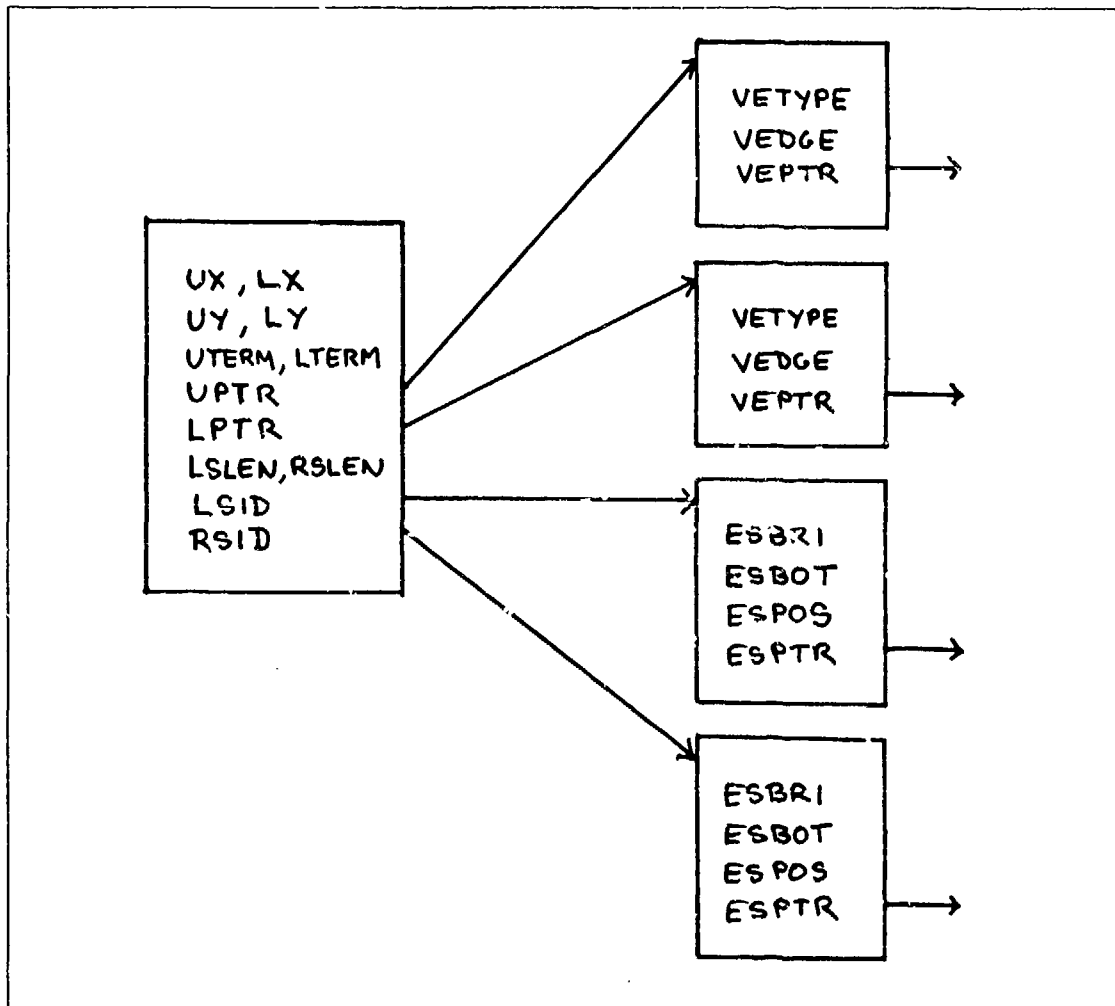 UX, LX
UY, LY
UTERM, LTERM
UPTR
LPTR
LSLEN, RSLEN
LSID
RSID
VETYPE
VEDGE
VEPTR
VETYPE
VEDGE
VEPTR
ESBRI
ESBOT
ESPOS
ESPTR
ESBRI
ESBOT
ESPOS
ESPTR